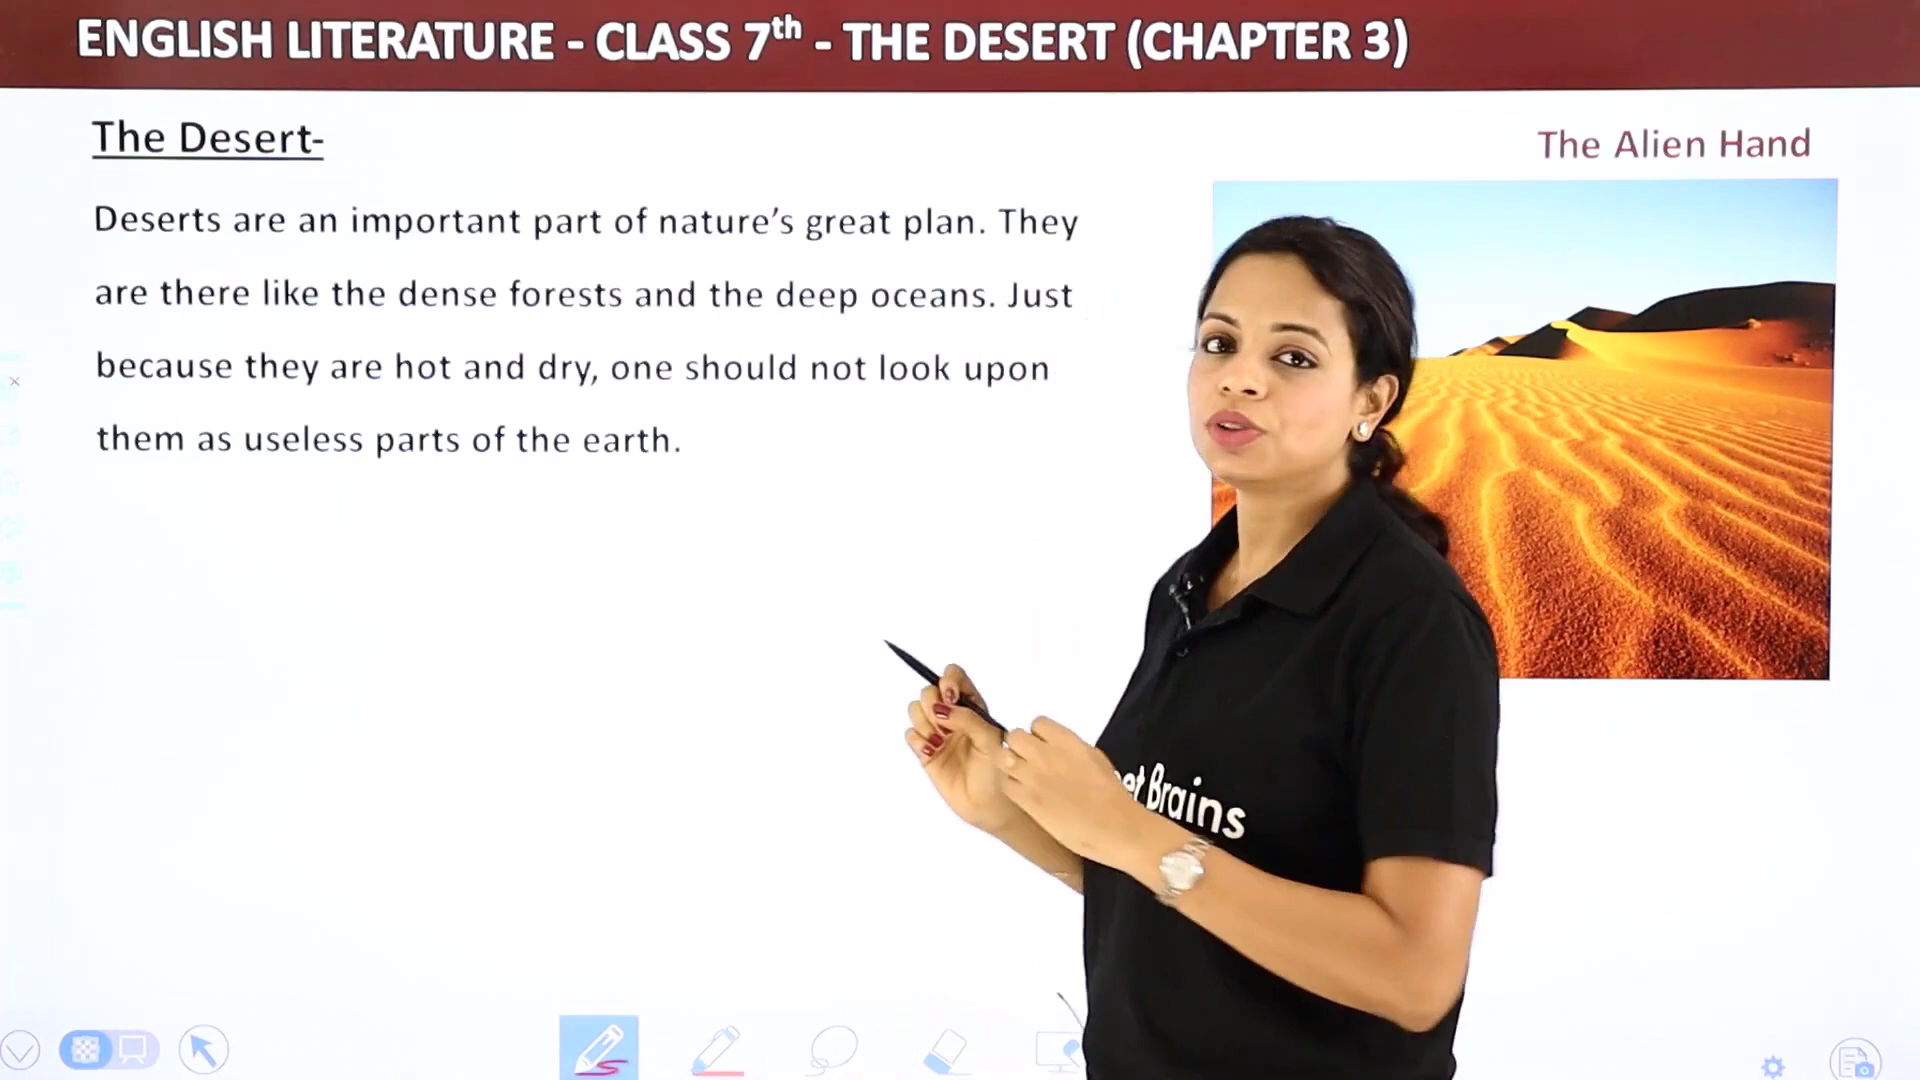 ENGLISH LITERATURE - CLASS 7th - THE DESERT (CHAPTER 3)
The Desert-
The Alien Hand
Deserts are an important part of nature's great plan. They
are there like the dense forests and the deep oceans. Just
because they are hot and dry, one should not look upon
them as useless parts of the earth.
Brains